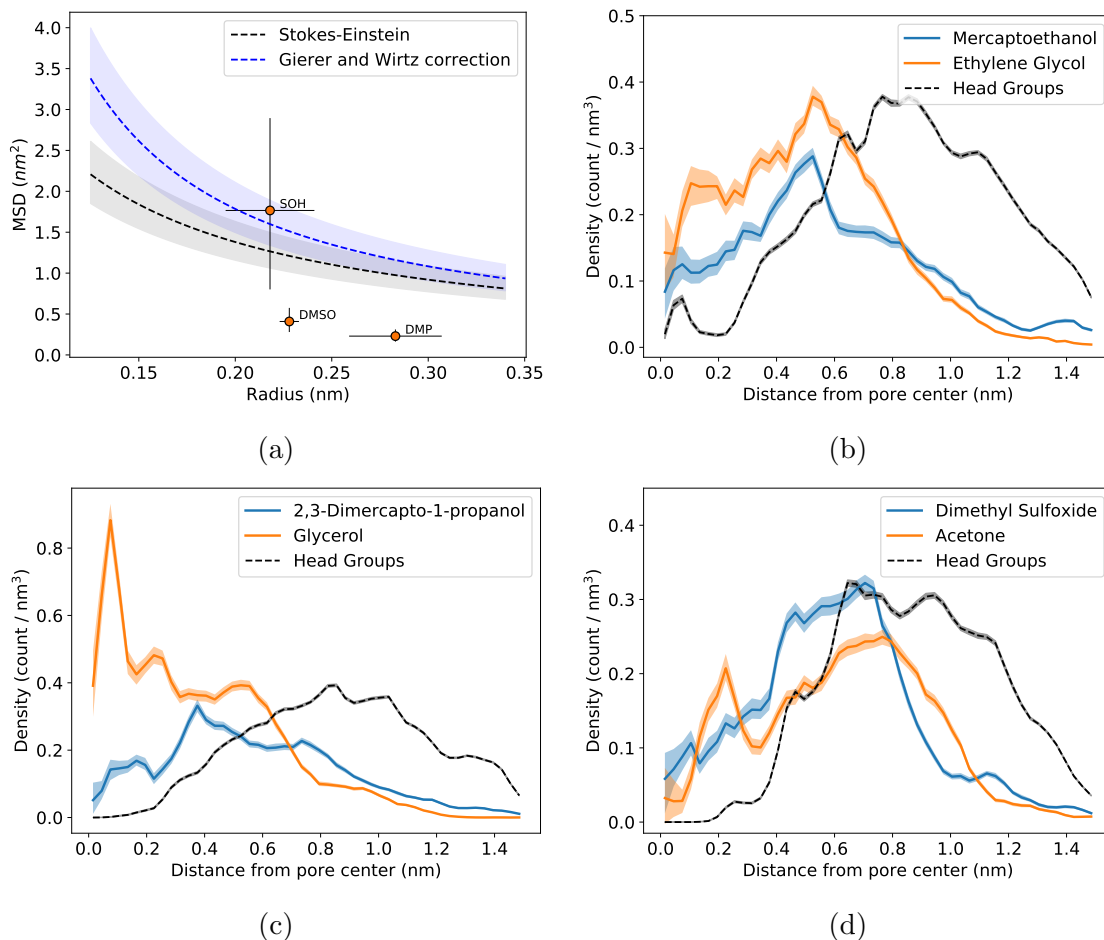 4.0
3.5
3.0
2.5
2.0
1.5
1.0
0.5
0.0
MSD (nm²)
Stokes-Einstein
Gierer and Wirtz correction
SOH
DMSO
DMP
0.15 0.20 0.25 0.30 0.35
Radius (nm)
(a)
0.5
0.4
0.3
0.2
0.1
0.0
Density (count / nm³)
Mercaptoethanol
Ethylene Glycol
Head Groups
0.0 0.2 0.4 0.6 0.8 1.0 1.2 1.4
Distance from pore center (nm)
(b)
0.8
0.6
0.4
0.2
0.0
Density (count / nm³)
2,3-Dimercapto-1-propanol
Glycerol
Head Groups
0.0 0.2 0.4 0.6 0.8 1.0 1.2 1.4
Distance from pore center (nm)
(c)
0.4
0.3
0.2
0.1
0.0
Density (count / nm³)
Dimethyl Sulfoxide
Acetone
Head Groups
0.0 0.2 0.4 0.6 0.8 1.0 1.2 1.4
Distance from pore center (nm)
(d)